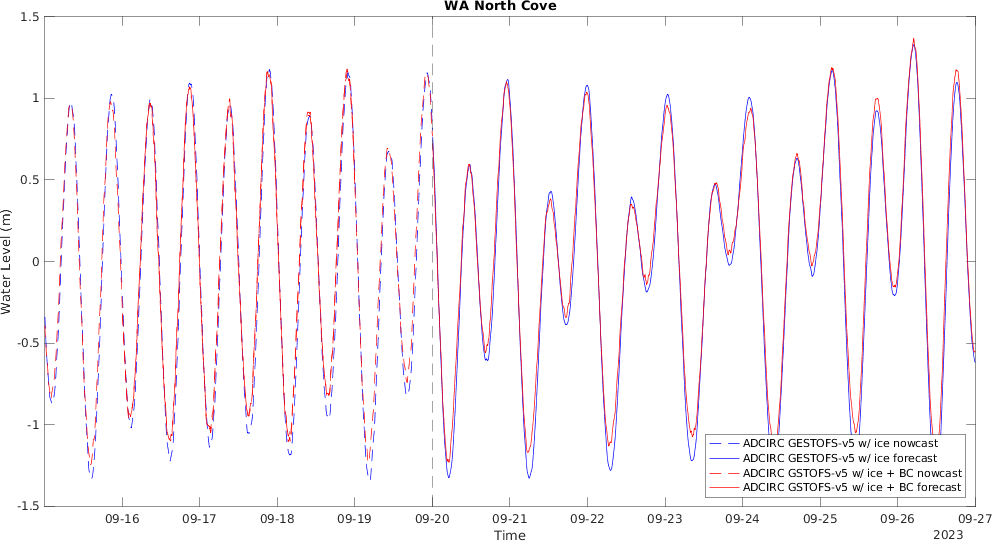 WA North Cove
1.5
1
0.5
0
-0.5
-1
-1.5
Water Level (m)
ADCIRC GESTOFS-v5 w/ ice nowcast
ADCIRC GESTOFS-v5 w/ ice forecast
ADCIRC GSTOFS-v5 w/ ice + BC nowcast
ADCIRC GSTOFS-v5 w/ ice + BC forecast
09-16 09-17 09-18 09-19 09-20 09-21 09-22 09-23 09-24 09-25 09-26 09-27
Time
2023